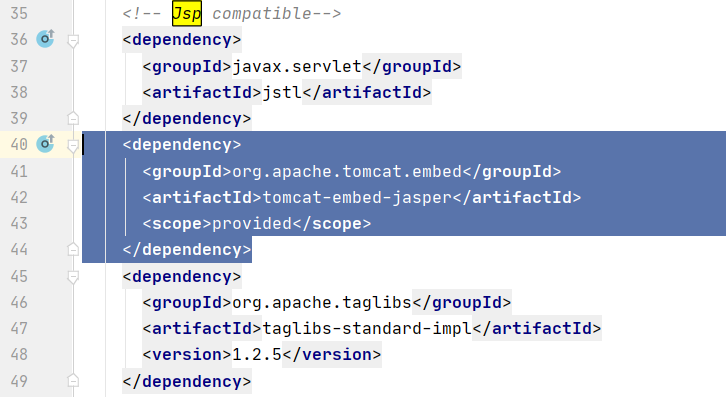 35 <!-- Jsp compatible-->
36 <dependency>
37 <groupId>javax.servlet</groupId>
38 <artifactId>jstl</artifactId>
39 </dependency>
40 <dependency>
41 <groupId>org.apache.tomcat.embed</groupId>
42 <artifactId>tomcat-embed-jasper</artifactId>
43 <scope>provided</scope>
44 </dependency>
45 <dependency>
46 <groupId>org.apache.taglibs</groupId>
47 <artifactId>taglibs-standard-impl</artifactId>
48 <version>1.2.5</version>
49 </dependency>